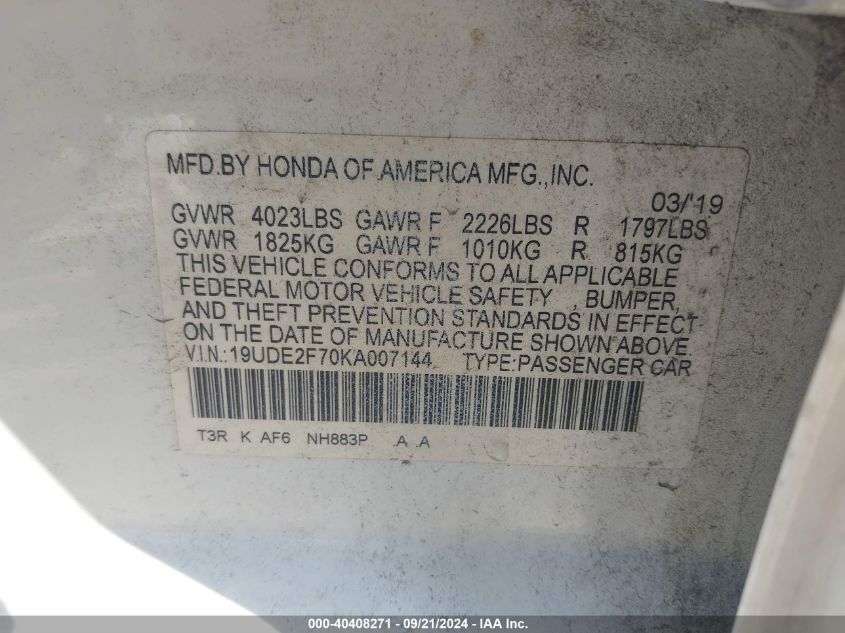 MFD.BY HONDA OF AMERICA MFG.,INC.
03/'19
GVWR 4023LBS GAWR F 2226LBS R 1797LBS
GVWR 1825KG GAWR F 1010KG R 815KG
THIS VEHICLE CONFORMS TO ALL APPLICABLE
FEDERAL MOTOR VEHICLE SAFETY, BUMPER,
AND THEFT PREVENTION STANDARDS IN EFFECT
ON THE DATE OF MANUFACTURE SHOWN ABOVE
V.I.N.:19UDE2F70KA007144 TYPE:PASSENGER CAR
T3R K AF6 NH883P .A .A
000-40408271 - 09/21/2024 - IAA Inc.